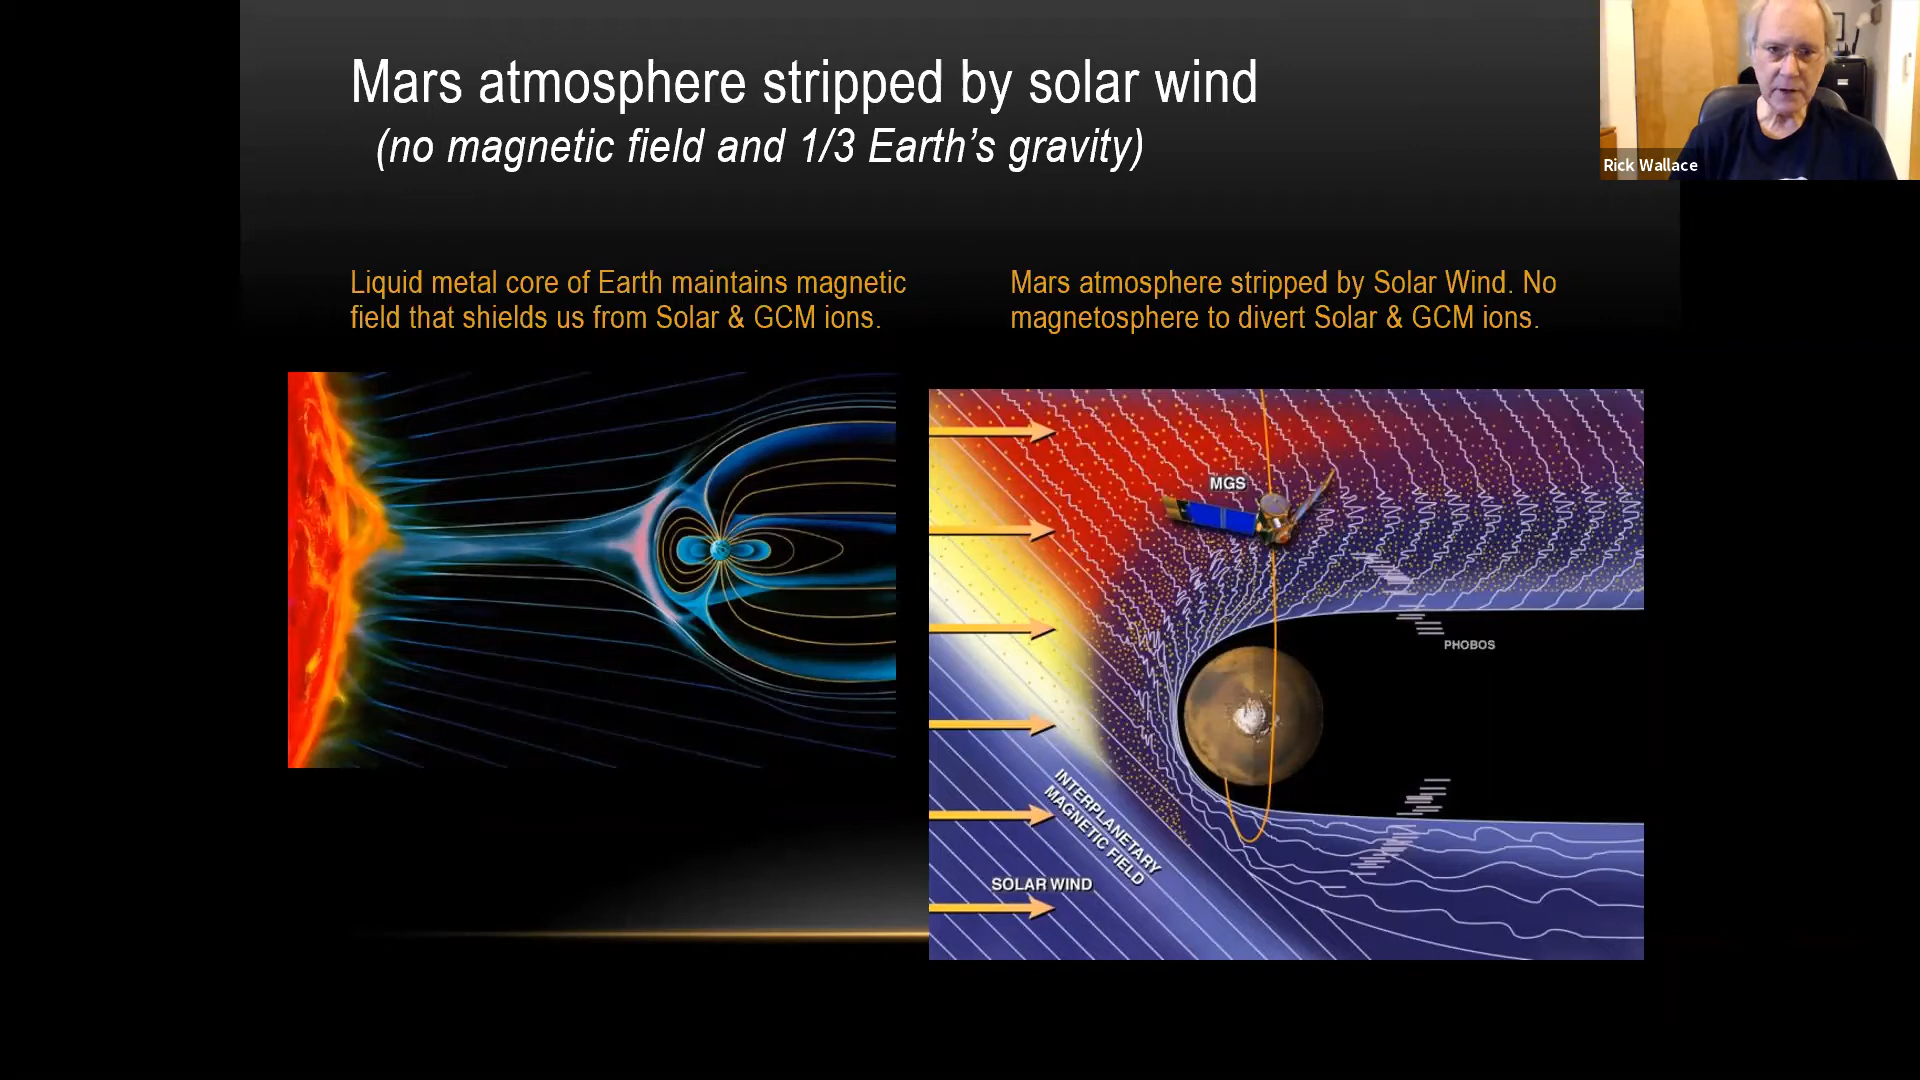 Mars atmosphere stripped by solar wind
(no magnetic field and 1/3 Earth's gravity)
Rick Wallace
Liquid metal core of Earth maintains magnetic
field that shields us from Solar & GCM ions.
Mars atmosphere stripped by Solar Wind. No
magnetosphere to divert Solar & GCM ions.
MGS
PHOBOS
INTERPLANETARY
MAGNETIC FIELD
SOLAR WIND